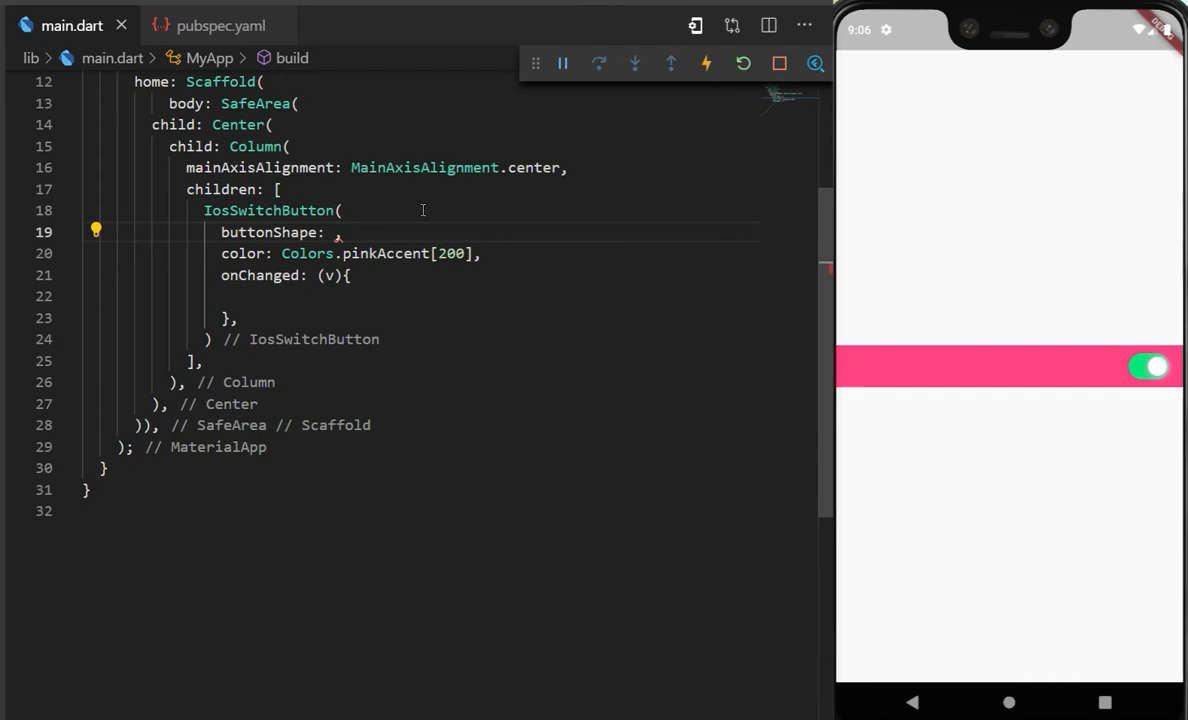 main.dart
pubspec.yaml
lib > main.dart > MyApp > build
12 home: Scaffold(
13 body: SafeArea(
14 child: Center(
15 child: Column(
16 mainAxisAlignment: MainAxisAlignment.center,
17 children: [
18 IosSwitchButton(
19 buttonShape: ,
20 color: Colors.pinkAccent[200],
21 onChanged: (v){
22
23 },
24 ) // IosSwitchButton
25 ],
26 ), // Column
27 ), // Center
28 )), // SafeArea // Scaffold
29 ); // MaterialApp
30 }
31 }
32
9:06
DEBUG